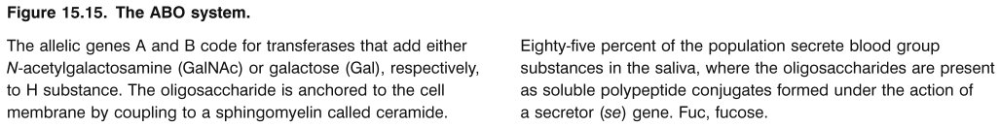 Figure 15.15. The ABO system.
The allelic genes A and B code for transferases that add either
N-acetylgalactosamine (GalNAc) or galactose (Gal), respectively,
to H substance. The oligosaccharide is anchored to the cell
membrane by coupling to a sphingomyelin called ceramide.
Eighty-five percent of the population secrete blood group
substances in the saliva, where the oligosaccharides are present
as soluble polypeptide conjugates formed under the action of
a secretor (se) gene. Fuc, fucose.